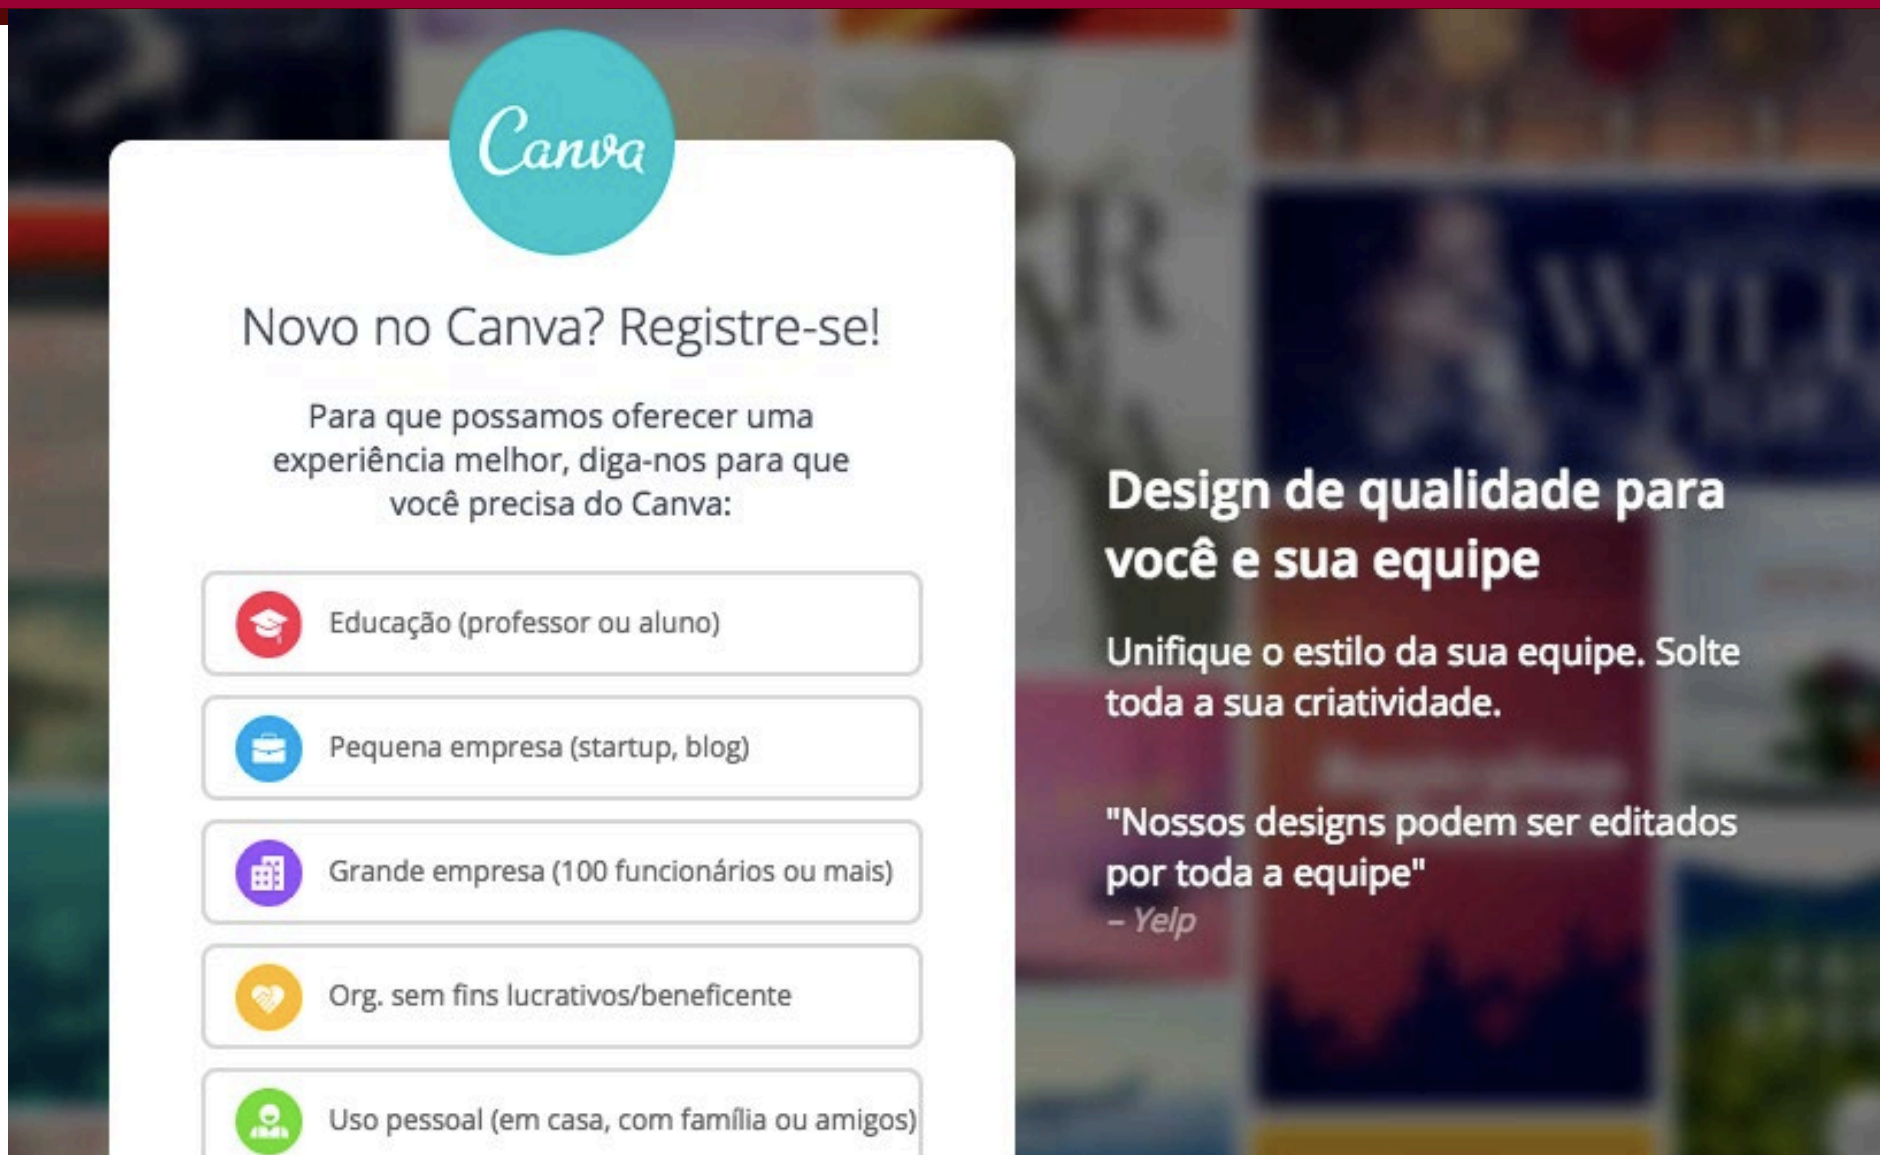 Canva
Novo no Canva? Registre-se!
Para que possamos oferecer uma
experiência melhor, diga-nos para que
você precisa do Canva:
Educação (professor ou aluno)
Pequena empresa (startup, blog)
Grande empresa (100 funcionários ou mais)
Org. sem fins lucrativos/beneficente
Uso pessoal (em casa, com família ou amigos)
Design de qualidade para
você e sua equipe
Unifique o estilo da sua equipe. Solte
toda a sua criatividade.
"Nossos designs podem ser editados
por toda a equipe"
– Yelp